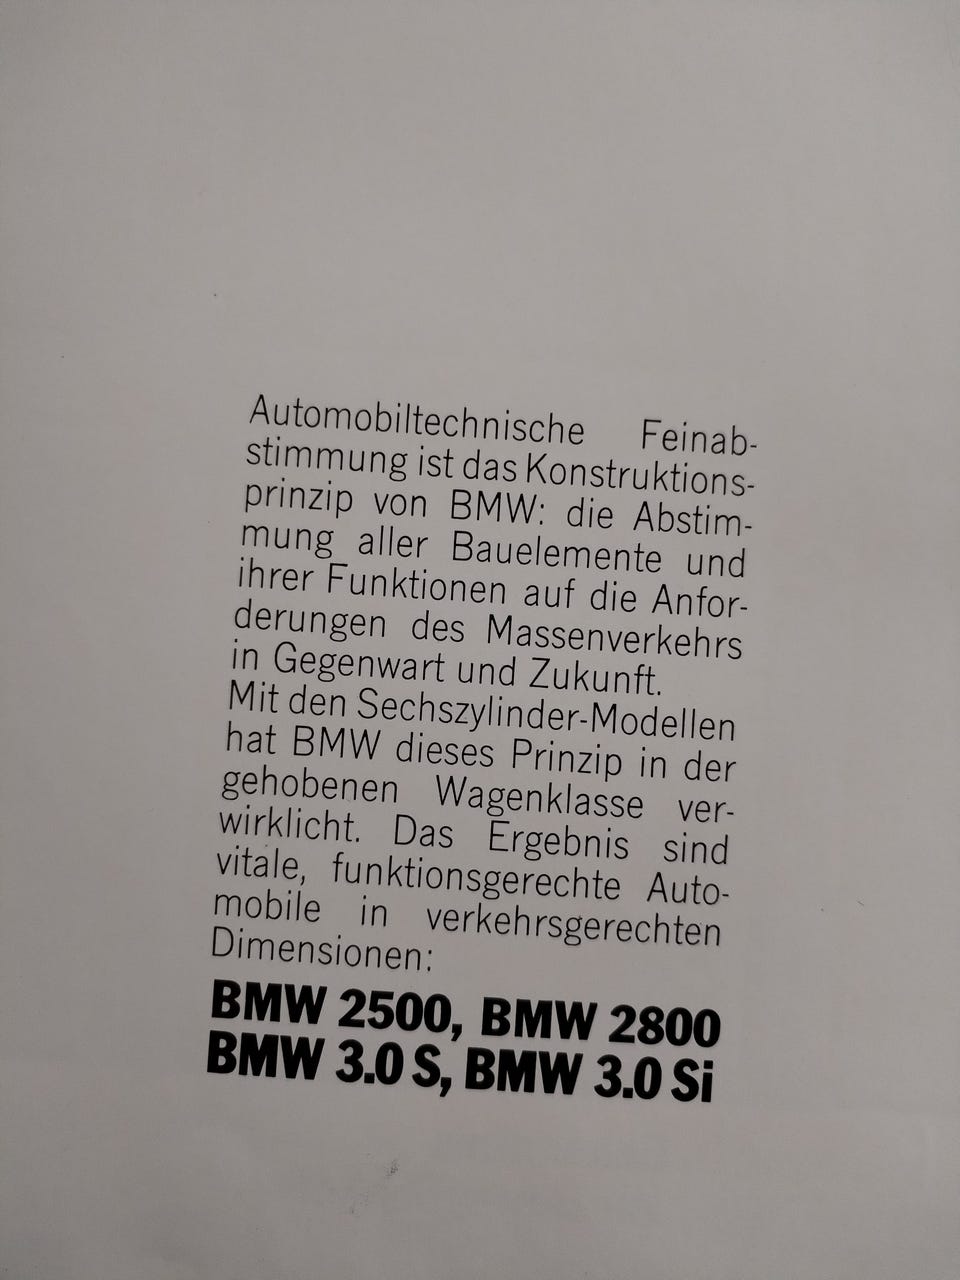 Automobiltechnische Feinab-
stimmung ist das Konstruktions-
prinzip von BMW: die Abstim-
mung aller Bauelemente und
ihrer Funktionen auf die Anfor-
derungen des Massenverkehrs
in Gegenwart und Zukunft.
Mit den Sechszylinder-Modellen
hat BMW dieses Prinzip in der
gehobenen Wagenklasse ver-
wirklicht. Das Ergebnis sind
vitale, funktionsgerechte Auto-
mobile in verkehrsgerechten
Dimensionen:
BMW 2500, BMW 2800
BMW 3.0 S, BMW 3.0 Si